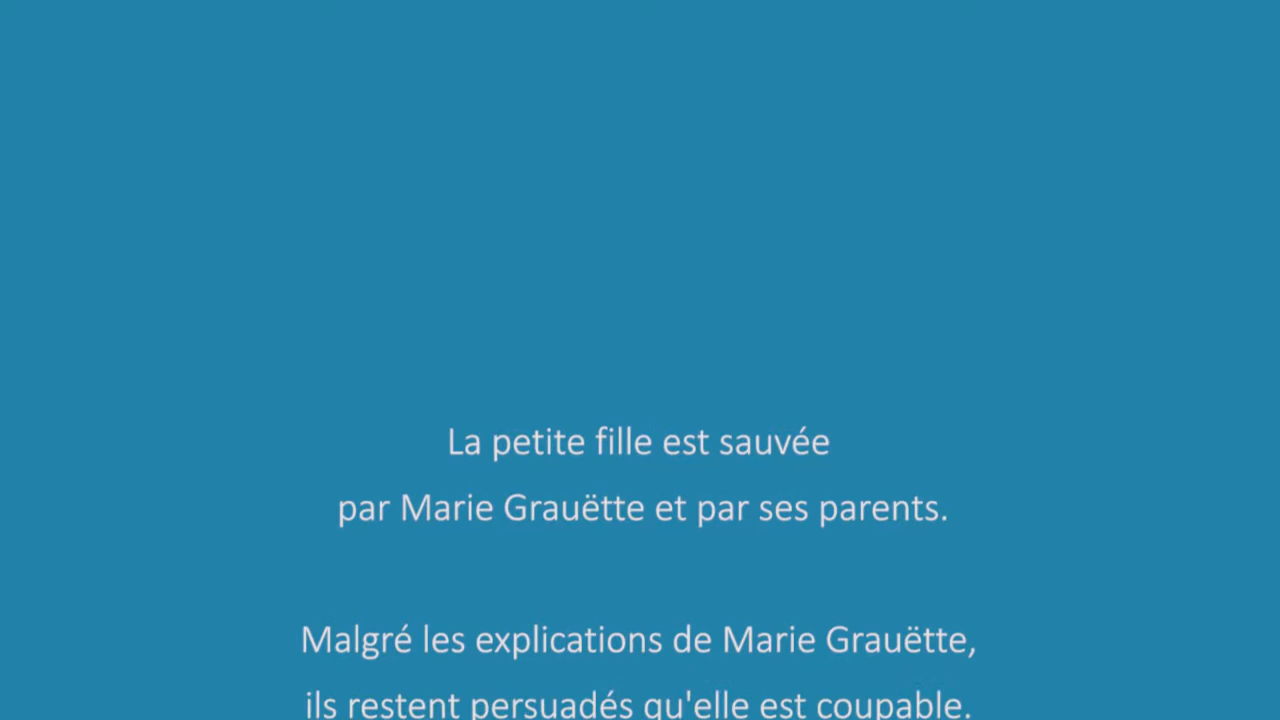 La petite fille est sauvée
par Marie Grauëtte et par ses parents.
Malgré les explications de Marie Grauëtte,
ils restent persuadés qu'elle est coupable.